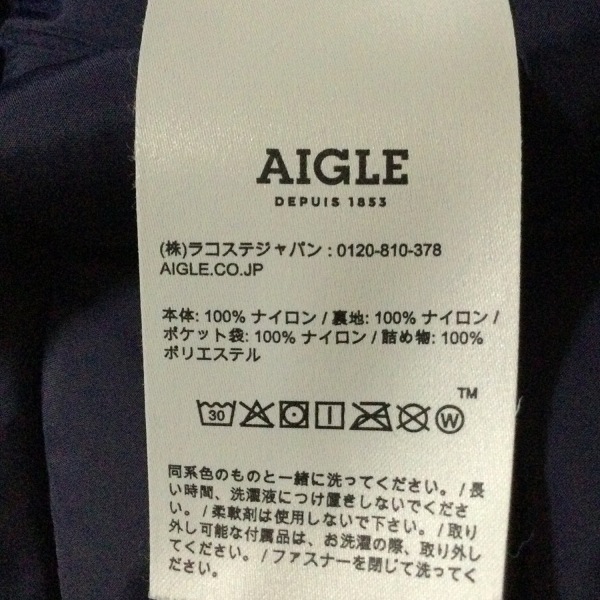 AIGLE
DEPUIS 1853
(株)ラコステジャパン : 0120-810-378
AIGLE.CO.JP
本体: 100% ナイロン / 裏地: 100% ナイロン /
ポケット袋: 100% ナイロン / 詰め物: 100%
ポリエステル
30 W TM
同系色のものと一緒に洗ってください。/ 長
い時間、洗濯液につけ置きしないでくださ
い。/ 柔軟剤は使用しないで下さい。/ 取り
外し可能な付属品は、お洗濯の際、取り外し
てください。/ ファスナーを閉じて洗ってく
ださい。